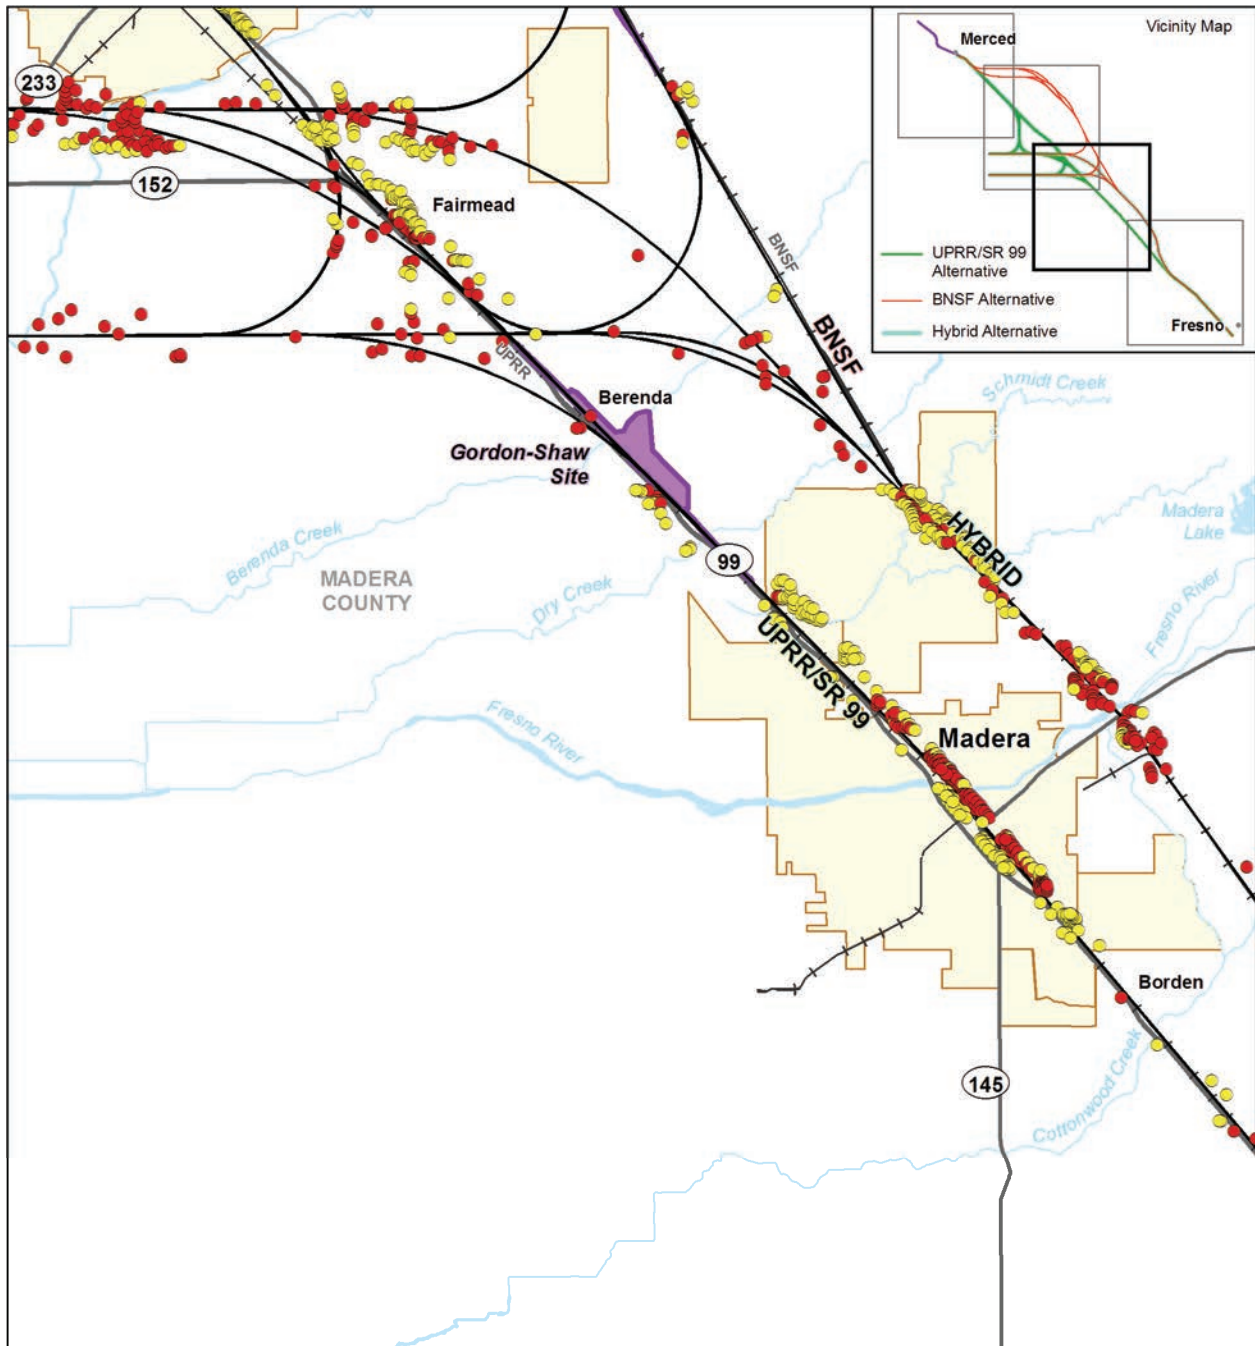 Vicinity Map
Merced
UPRR/SR 99
Alternative
BNSF Alternative
Hybrid Alternative
Fresno
233
152
Fairmead
BNSF
BNSF
UPRR
Berenda
Gordon-Shaw
Site
Schmidt Creek
Madera
Lake
HYBRID
99
Berenda Creek
MADERA
COUNTY
Dry Creek
Fresno River
UPRR/SR 99
Fresno River
Madera
Borden
145
Cottonwood Creek